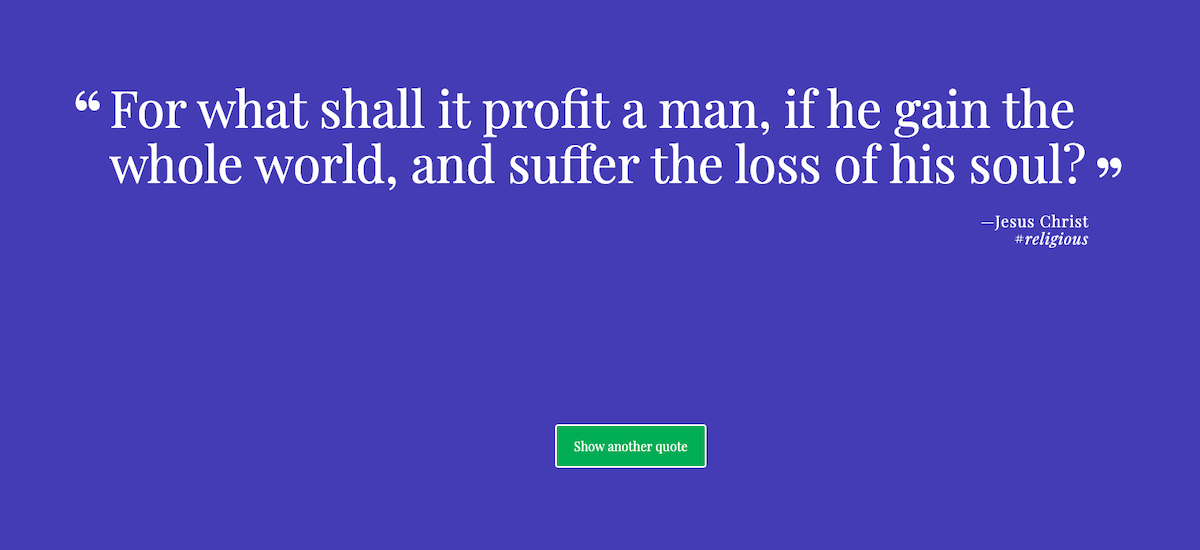 “ For what shall it profit a man, if he gain the
whole world, and suffer the loss of his soul? ”
—Jesus Christ
#religious
Show another quote